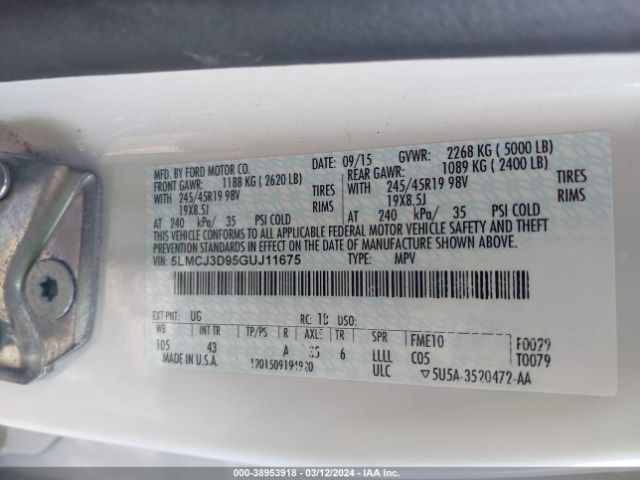 MFD. BY FORD MOTOR CO.
DATE: 09/15 GVWR: 2268 KG ( 5000 LB)
FRONT GAWR: 1188 KG ( 2620 LB) REAR GAWR: 1089 KG ( 2400 LB)
WITH 245/45R19 98V TIRES WITH 245/45R19 98V TIRES
19X8.5J RIMS 19X8.5J RIMS
AT 240 kPa/ 35 PSI COLD AT 240 kPa/ 35 PSI COLD
THIS VEHICLE CONFORMS TO ALL APPLICABLE FEDERAL MOTOR VEHICLE SAFETY AND THEFT
PREVENTION STANDARDS IN EFFECT ON THE DATE OF MANUFACTURE SHOWN ABOVE.
VIN: 5LMCJ3D95GUJ11675 TYPE: MPV
EXT PNT: UG RC: 18 DSO:
WB INT TR TP/PS R AXLE TR SPR FME10 F0079
105 43 A 6 LLLL C05 T0079
MADE IN U.S.A. ULC ▽5U5A-3520472-AA
# - 38953918 - 03/12/2024 - IAAI.COM